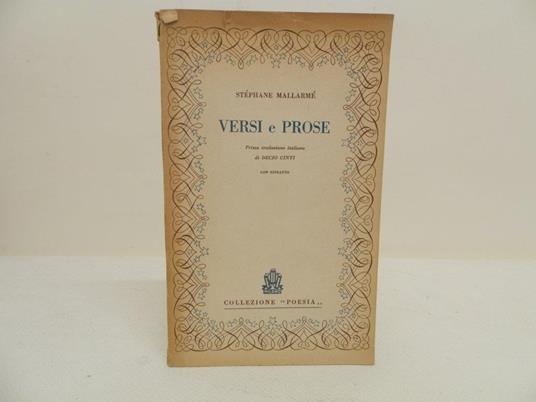 STÉPHANE MALLARMÉ
VERSI e PROSE
Prima traduzione italiana
di DECIO CINTI
CON RITRATTO
COLLEZIONE "POESIA„